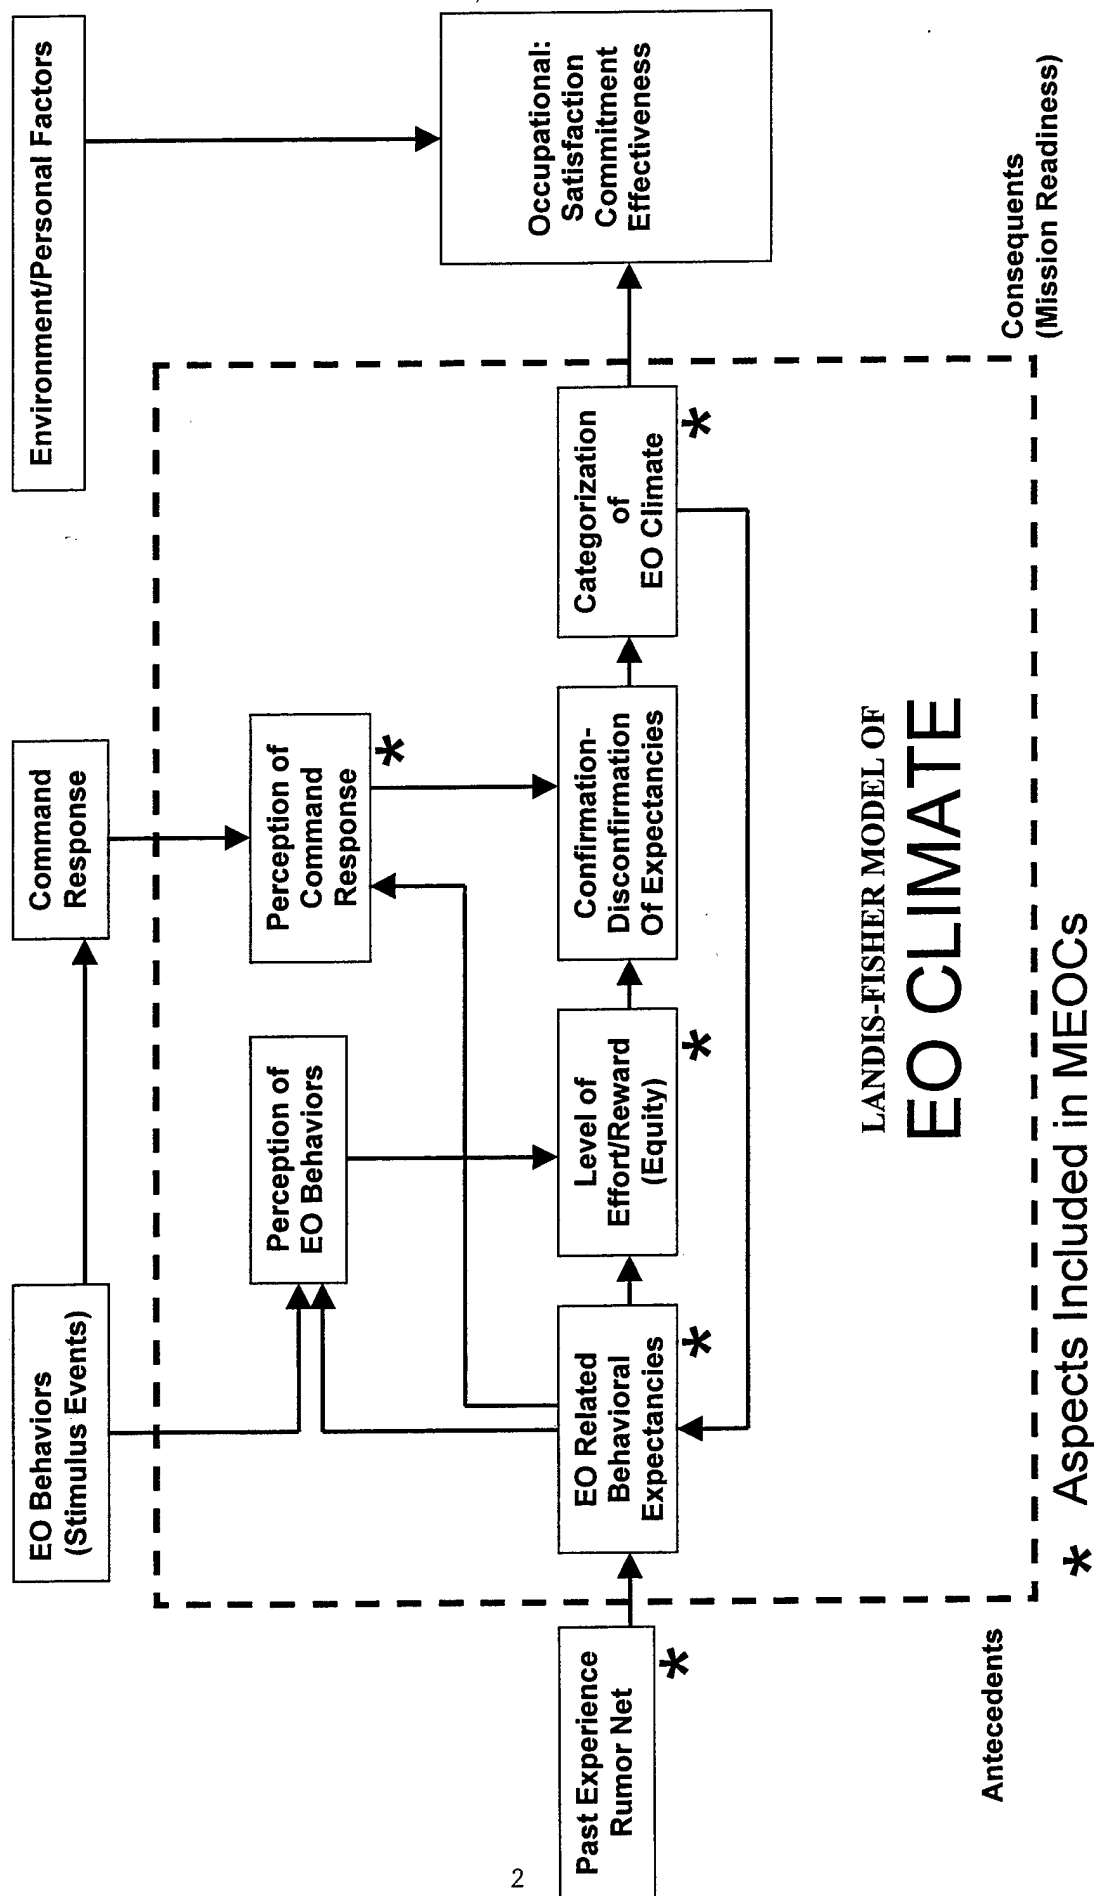 EO Behaviors
(Stimulus Events)
Command
Response
Environment/Personal Factors
Perception of
EO Behaviors
Perception of
Command
Response
*
Past Experience
Rumor Net
*
EO Related
Behavioral
Expectancies
*
Level of
Effort/Reward
(Equity)
*
Confirmation-
Disconfirmation
Of Expectancies
Categorization
of
EO Climate
*
Occupational:
Satisfaction
Commitment
Effectiveness
LANDIS-FISHER MODEL OF
EO CLIMATE
Antecedents
Consequents
(Mission Readiness)
* Aspects Included in MEOCs
2